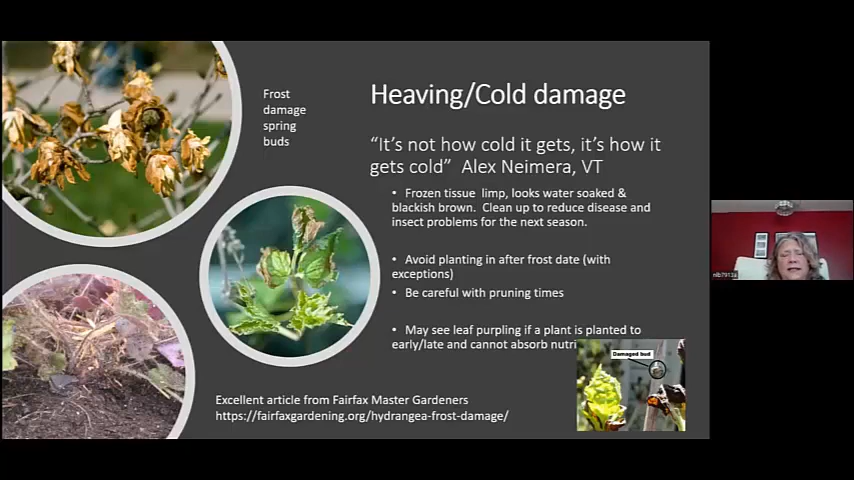 Frost
damage
spring
buds
Heaving/Cold damage
“It’s not how cold it gets, it’s how it
gets cold” Alex Neimera, VT
• Frozen tissue limp, looks water soaked &
blackish brown. Clean up to reduce disease and
insect problems for the next season.
• Avoid planting in after frost date (with
exceptions)
• Be careful with pruning times
• May see leaf purpling if a plant is planted to
early/late and cannot absorb nutri
Damaged bud
Excellent article from Fairfax Master Gardeners
https://fairfaxgardening.org/hydrangea-frost-damage/